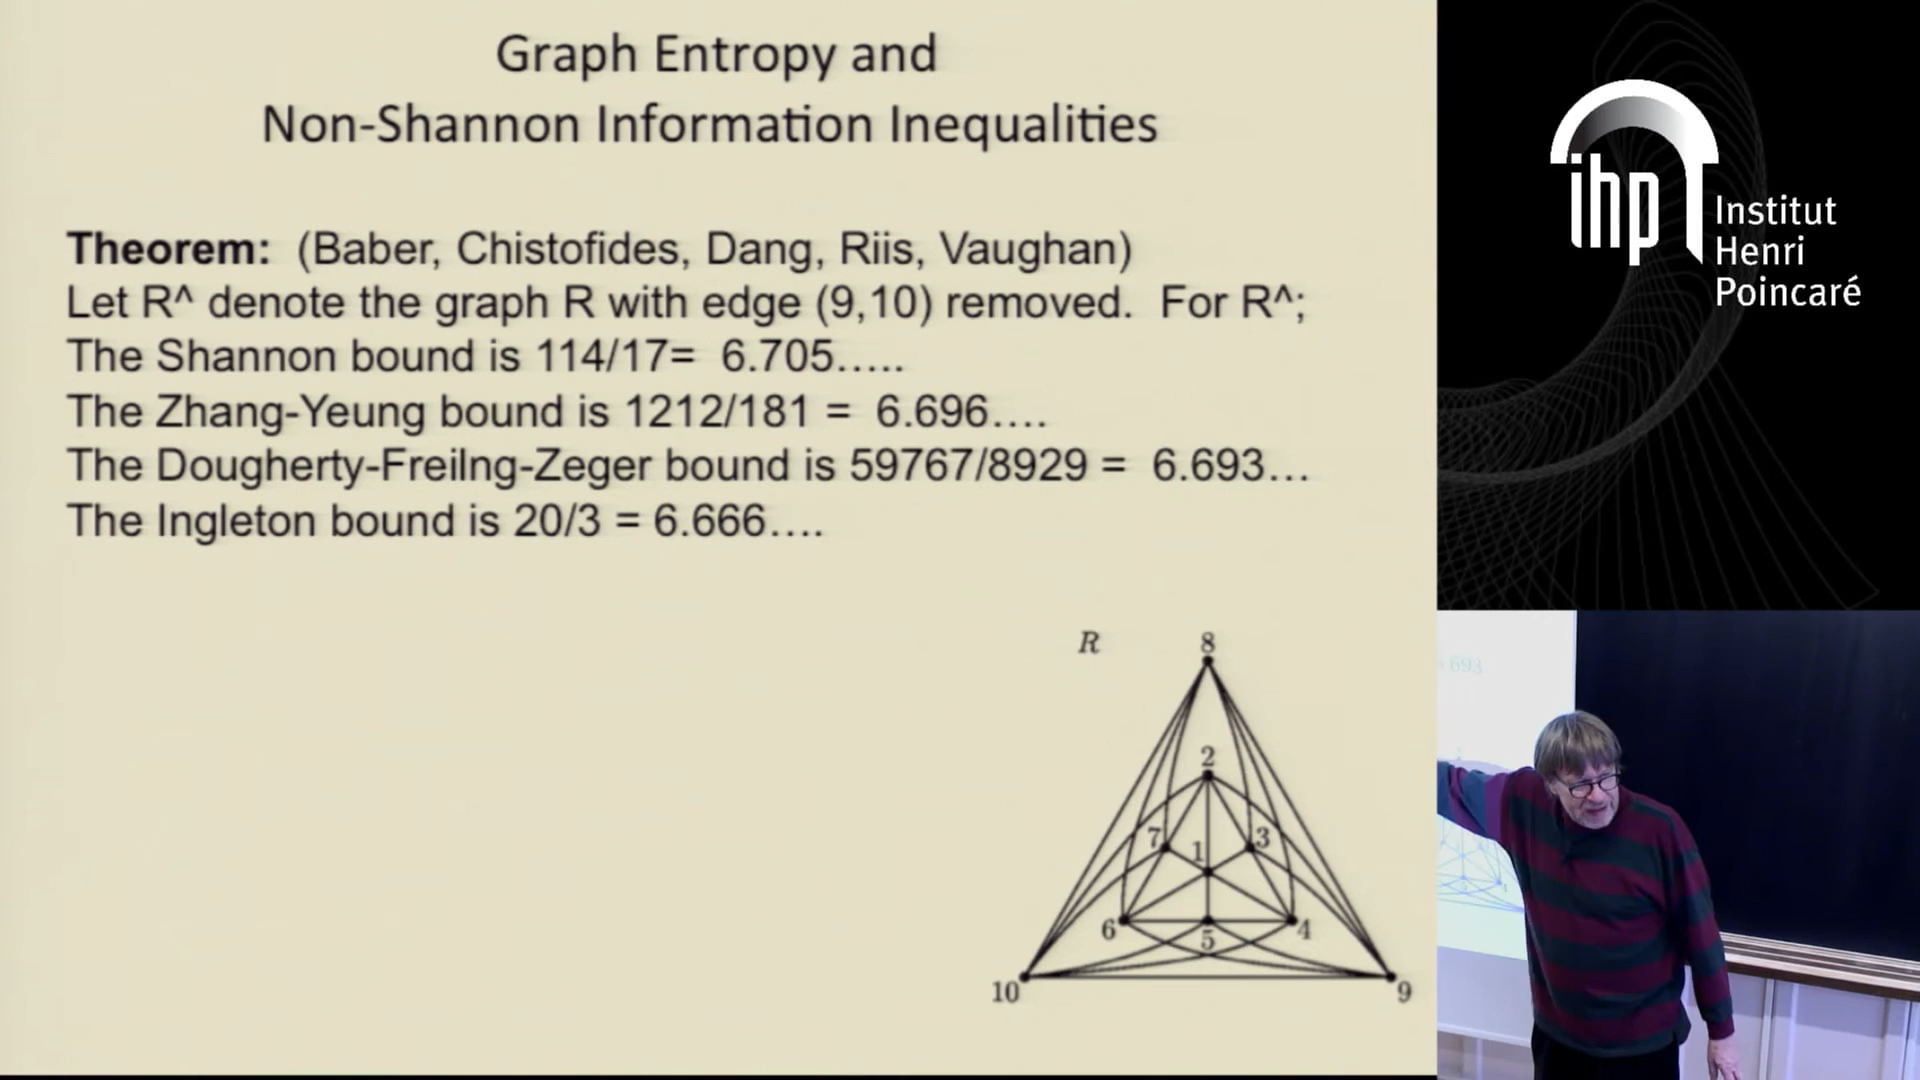 Graph Entropy and
Non-Shannon Information Inequalities
Theorem: (Baber, Chistofides, Dang, Riis, Vaughan)
Let R^ denote the graph R with edge (9,10) removed. For R^;
The Shannon bound is 114/17= 6.705.....
The Zhang-Yeung bound is 1212/181 = 6.696....
The Dougherty-Freilng-Zeger bound is 59767/8929 = 6.693...
The Ingleton bound is 20/3 = 6.666....
R
8
2
7
1
3
6
5
4
10
9
ihp
Institut
Henri
Poincaré
693